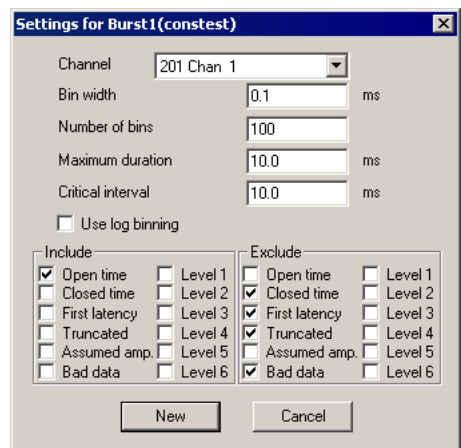 Settings for Burst1(constest)
Channel 201 Chan 1
Bin width 0.1 ms
Number of bins 100
Maximum duration 10.0 ms
Critical interval 10.0 ms
Use log binning
Include
Open time Level 1
Closed time Level 2
First latency Level 3
Truncated Level 4
Assumed amp. Level 5
Bad data Level 6
Exclude
Open time Level 1
Closed time Level 2
First latency Level 3
Truncated Level 4
Assumed amp. Level 5
Bad data Level 6
New Cancel